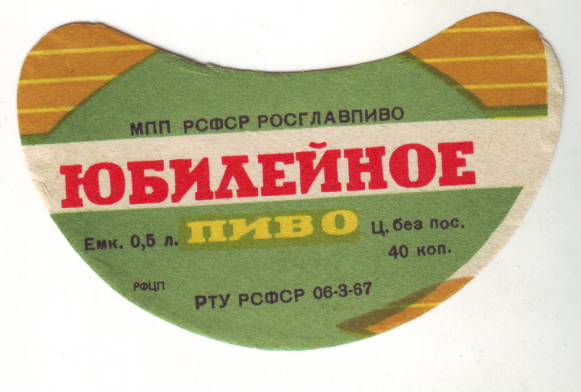 МПП РСФСР РОСГЛАВПИВО
ЮБИЛЕЙНОЕ
ПИВО
Емк. 0,5 л.
Ц. без пос.
40 коп.
РФЦП
РТУ РСФСР 06-3-67